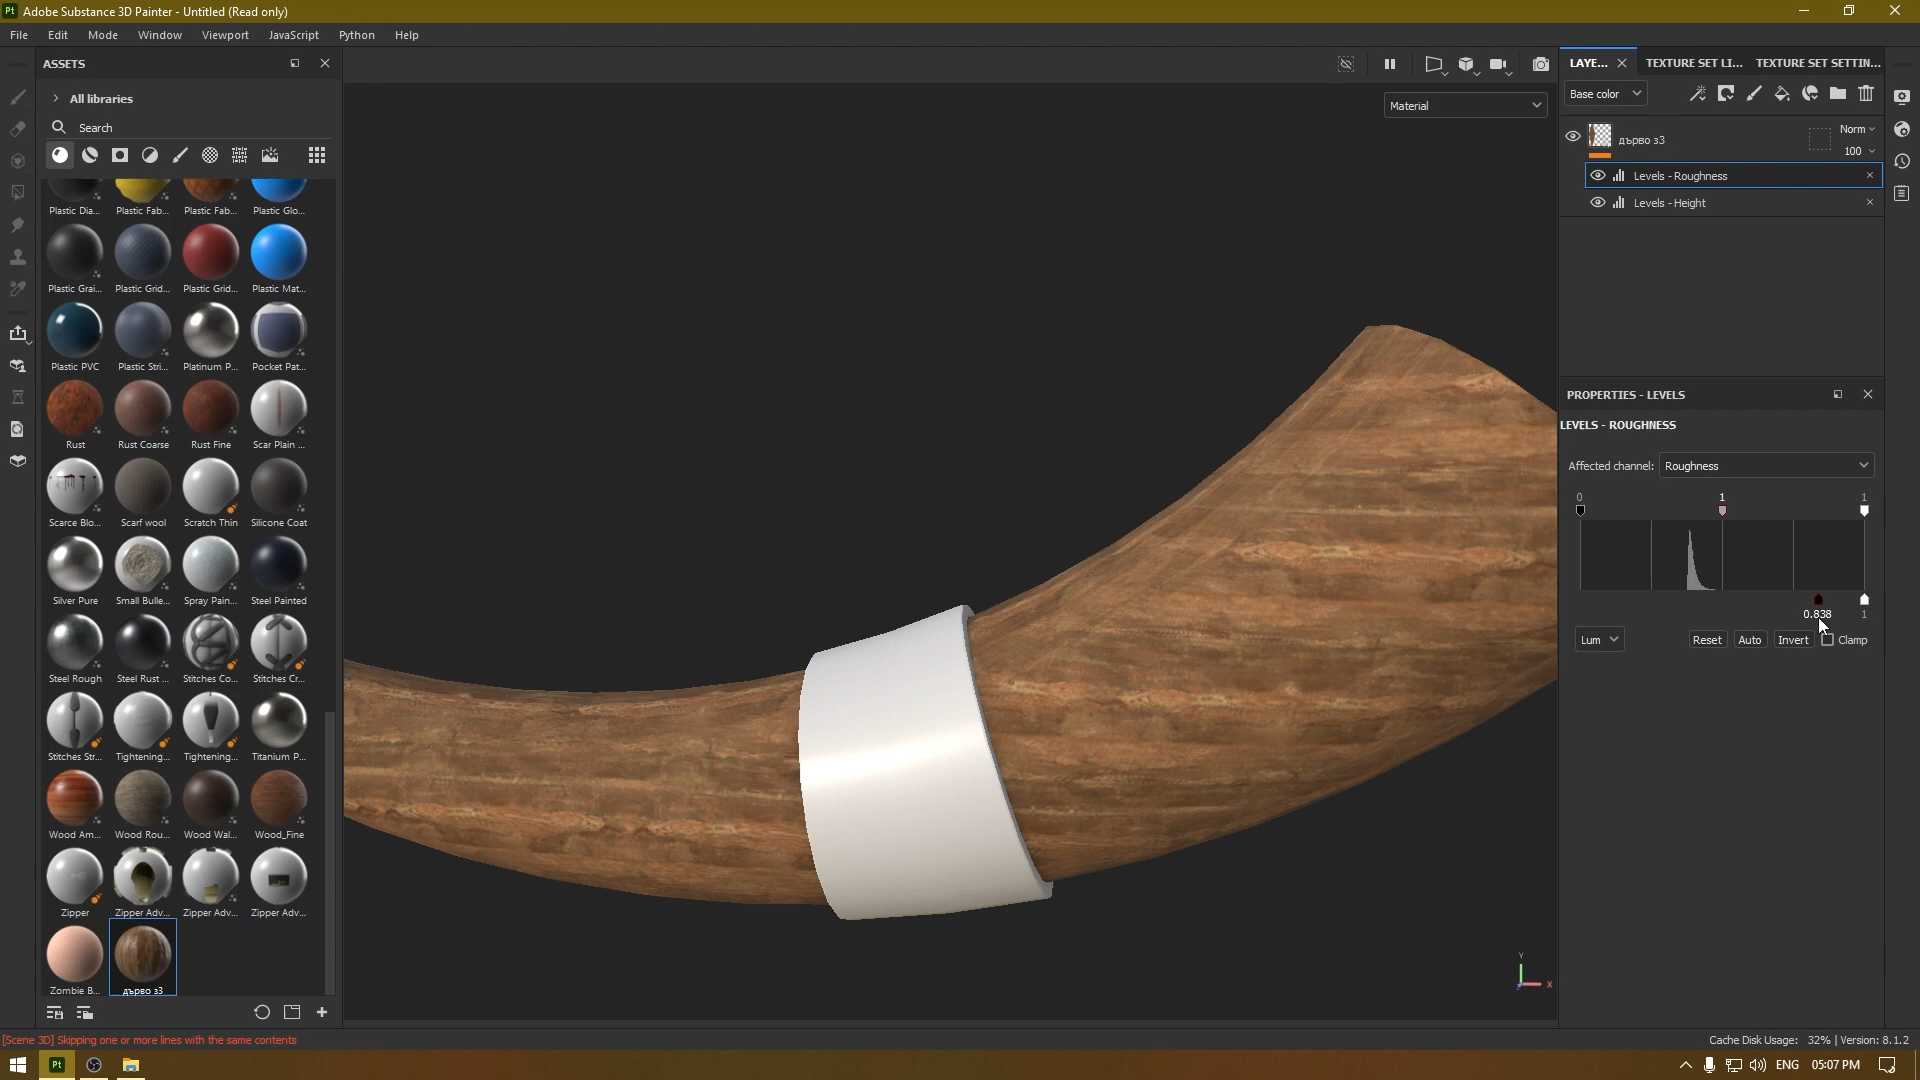 Pt Adobe Substance 3D Painter - Untitled (Read only)
File Edit Mode Window Viewport JavaScript Python Help
ASSETS
All libraries
Search
Plastic Dia... Plastic Fab... Plastic Fab... Plastic Glo...
Plastic Grai... Plastic Grid... Plastic Grid... Plastic Mat...
Plastic PVC Plastic Stri... Platinum P... Pocket Pat...
Rust Rust Coarse Rust Fine Scar Plain ...
Scarce Blo... Scarf wool Scratch Thin Silicone Coat
Silver Pure Small Bulle... Spray Pain... Steel Painted
Steel Rough Steel Rust ... Stitches Co... Stitches Cr...
Stitches Str... Tightening... Tightening... Titanium P...
Wood Am... Wood Rou... Wood Wal... Wood_Fine
Zipper Zipper Adv... Zipper Adv... Zipper Adv...
Zombie B... дърво з3
Material
Y
X
LAYE... TEXTURE SET LI... TEXTURE SET SETTIN...
Base color
дърво з3 Norm
100
Levels - Roughness
Levels - Height
PROPERTIES - LEVELS
LEVELS - ROUGHNESS
Affected channel: Roughness
0 1 1
0.838 1
Lum Reset Auto Invert Clamp
[Scene 3D] Skipping one or more lines with the same contents
Cache Disk Usage: 32% | Version: 8.1.2
Pt ENG 05:07 PM